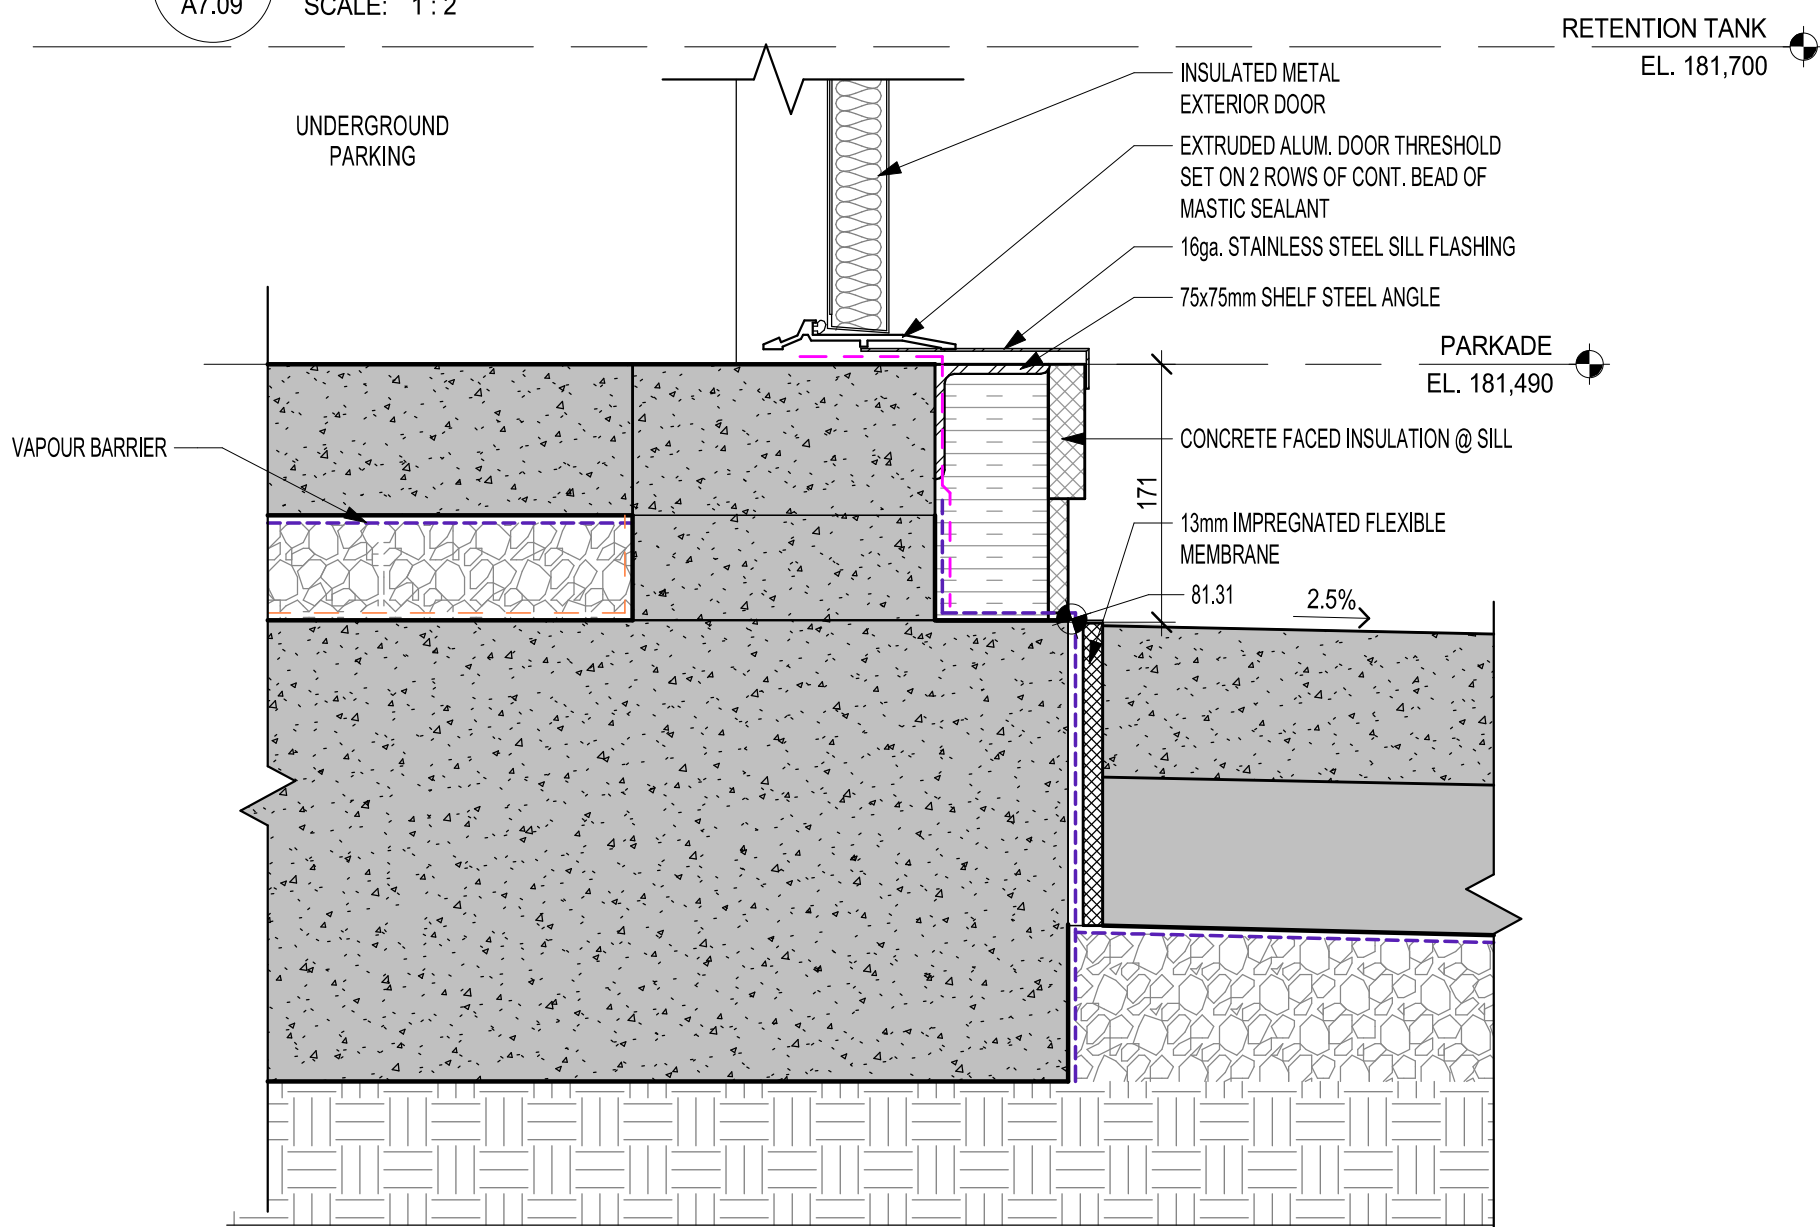 A7.09
SCALE: 1 : 2
RETENTION TANK
EL. 181,700
UNDERGROUND
PARKING
INSULATED METAL
EXTERIOR DOOR
EXTRUDED ALUM. DOOR THRESHOLD
SET ON 2 ROWS OF CONT. BEAD OF
MASTIC SEALANT
16ga. STAINLESS STEEL SILL FLASHING
75x75mm SHELF STEEL ANGLE
PARKADE
EL. 181,490
VAPOUR BARRIER
CONCRETE FACED INSULATION @ SILL
171
13mm IMPREGNATED FLEXIBLE
MEMBRANE
81.31
2.5%